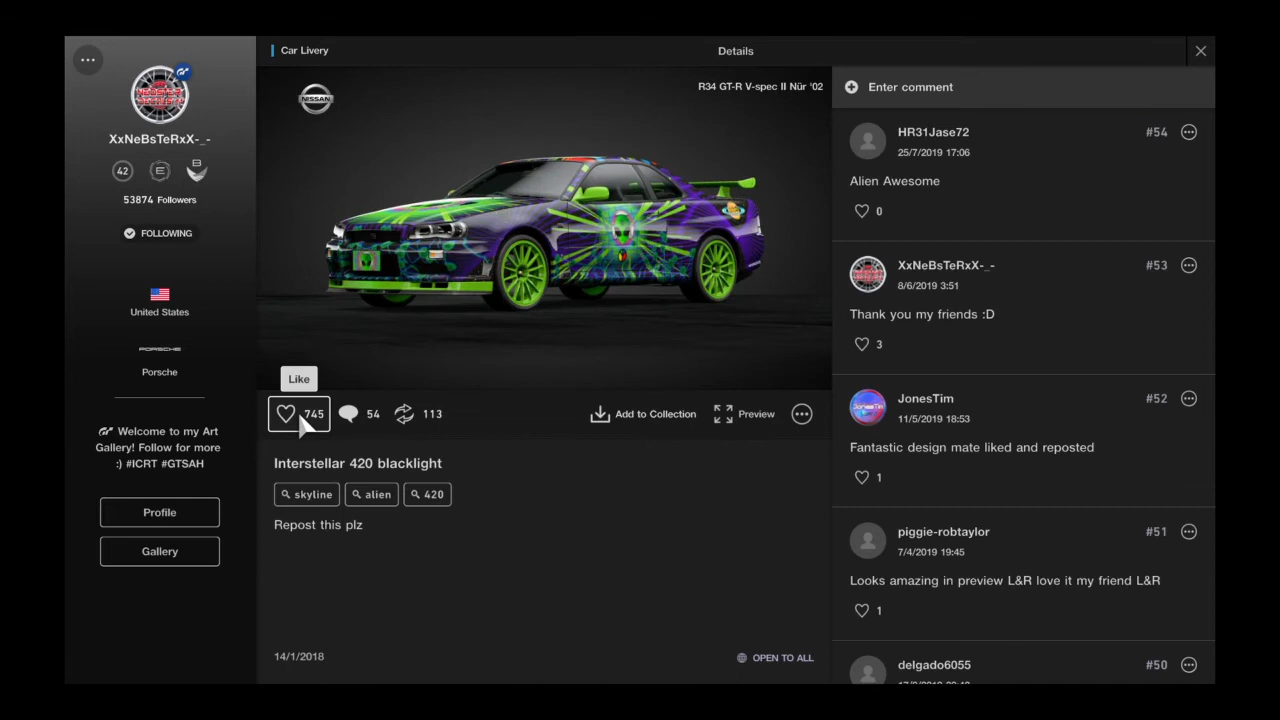 Car Livery
Details
XxNeBsTeRxX-_-
42
E
B
53874 Followers
FOLLOWING
United States
PORSCHE
Porsche
Welcome to my Art
Gallery! Follow for more
:) #ICRT #GTSAH
Profile
Gallery
NISSAN
R34 GT-R V-spec II Nür '02
Like
745
54
113
Add to Collection
Preview
Interstellar 420 blacklight
skyline
alien
420
Repost this plz
14/1/2018
OPEN TO ALL
Enter comment
HR31Jase72
#54
25/7/2019 17:06
Alien Awesome
0
XxNeBsTeRxX-_-
#53
8/6/2019 3:51
Thank you my friends :D
3
JonesTim
JonesTim
#52
11/5/2019 18:53
Fantastic design mate liked and reposted
1
piggie-robtaylor
#51
7/4/2019 19:45
Looks amazing in preview L&R love it my friend L&R
1
delgado6055
#50